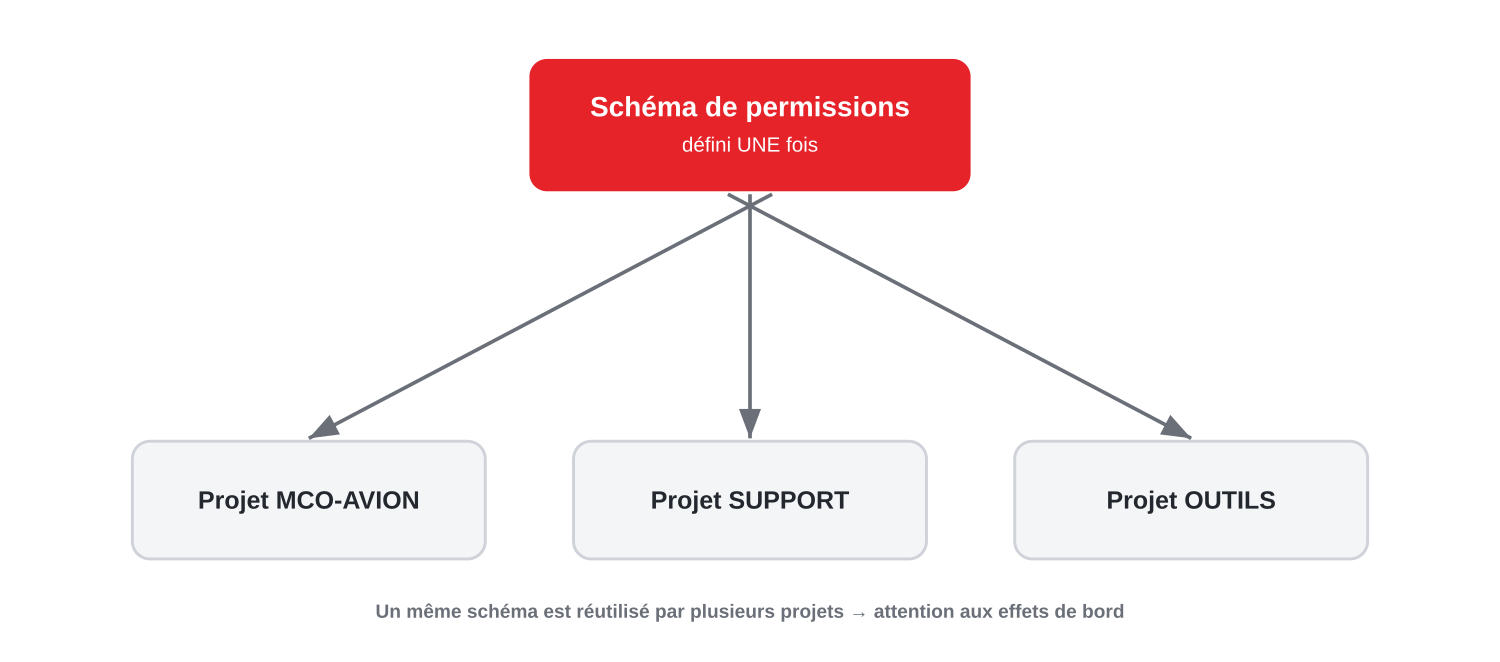 Schéma de permissions
défini UNE fois
Projet MCO-AVION
Projet SUPPORT
Projet OUTILS
Un même schéma est réutilisé par plusieurs projets → attention aux effets de bord